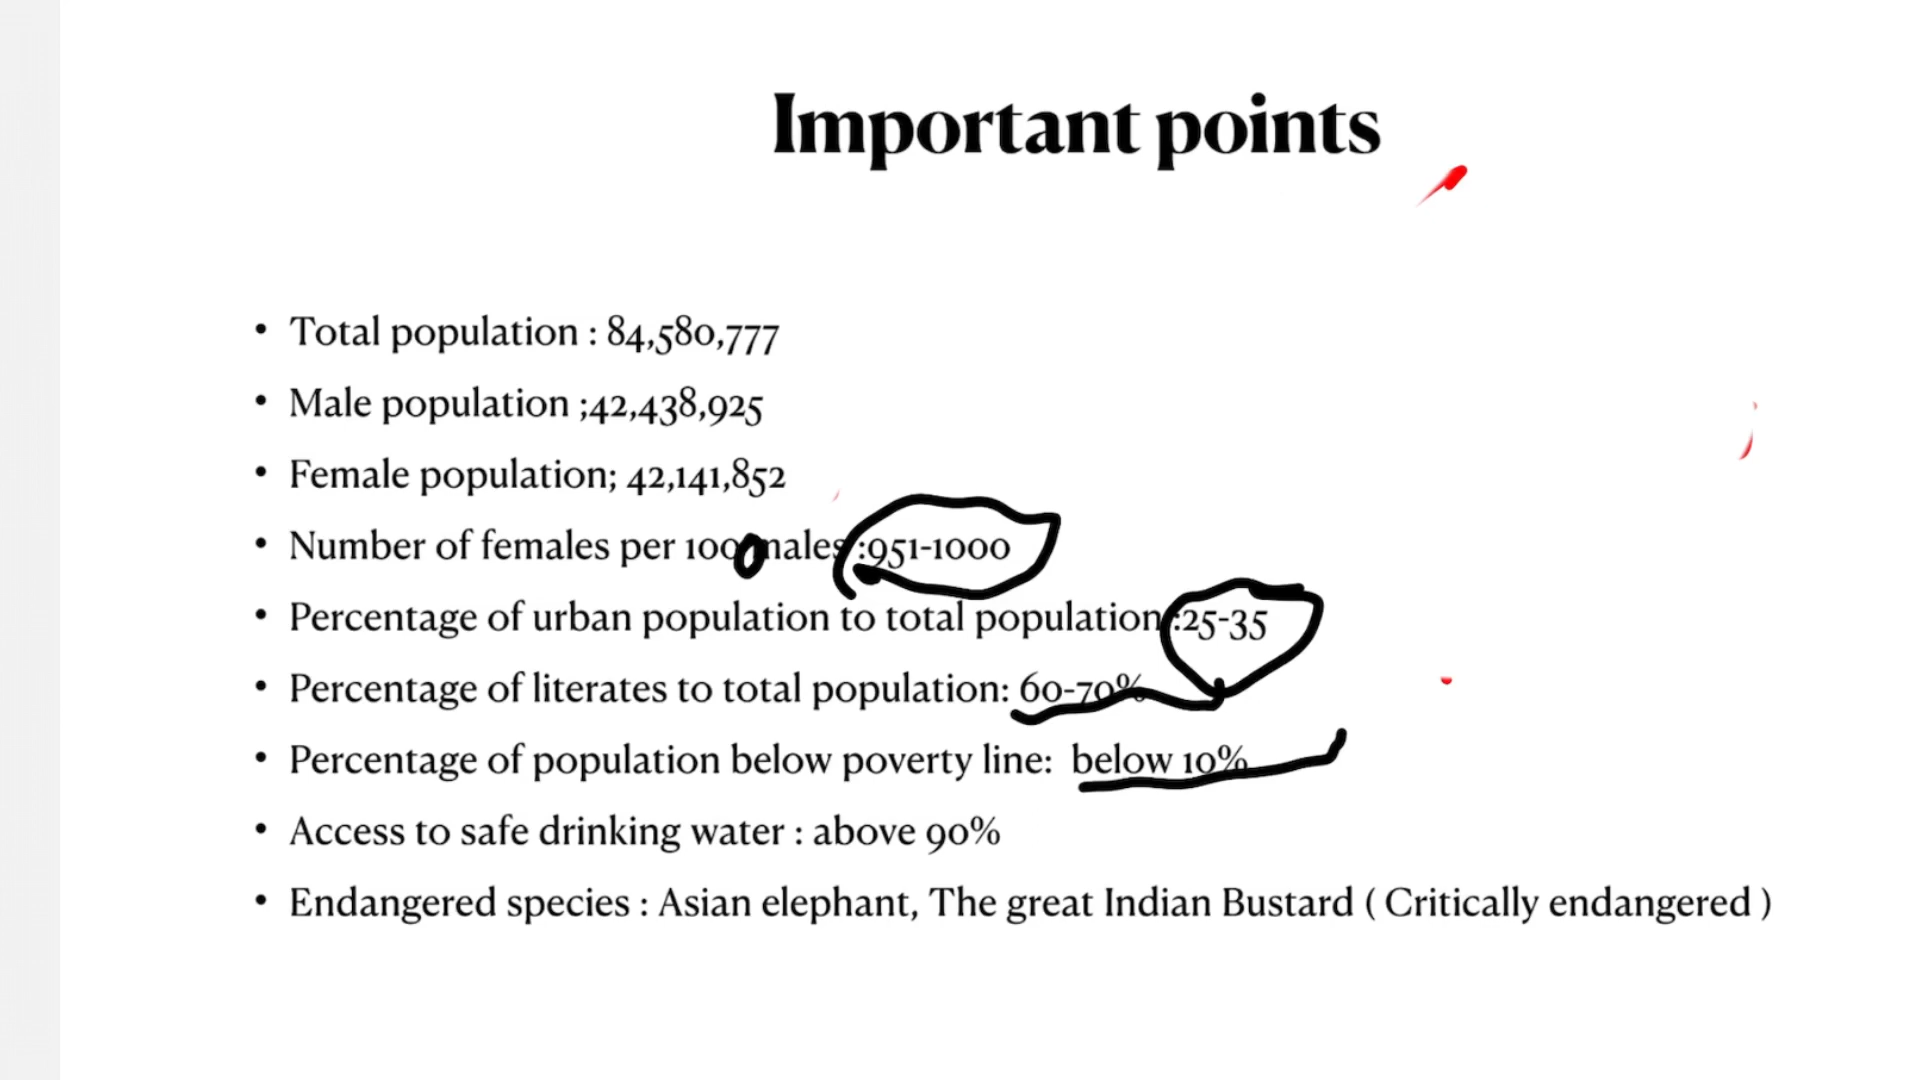 Important points
• Total population : 84,580,777
• Male population ;42,438,925
• Female population; 42,141,852
• Number of females per 1000 males :951-1000
• Percentage of urban population to total population :25-35
• Percentage of literates to total population: 60-70%
• Percentage of population below poverty line: below 10%
• Access to safe drinking water : above 90%
• Endangered species : Asian elephant, The great Indian Bustard ( Critically endangered )